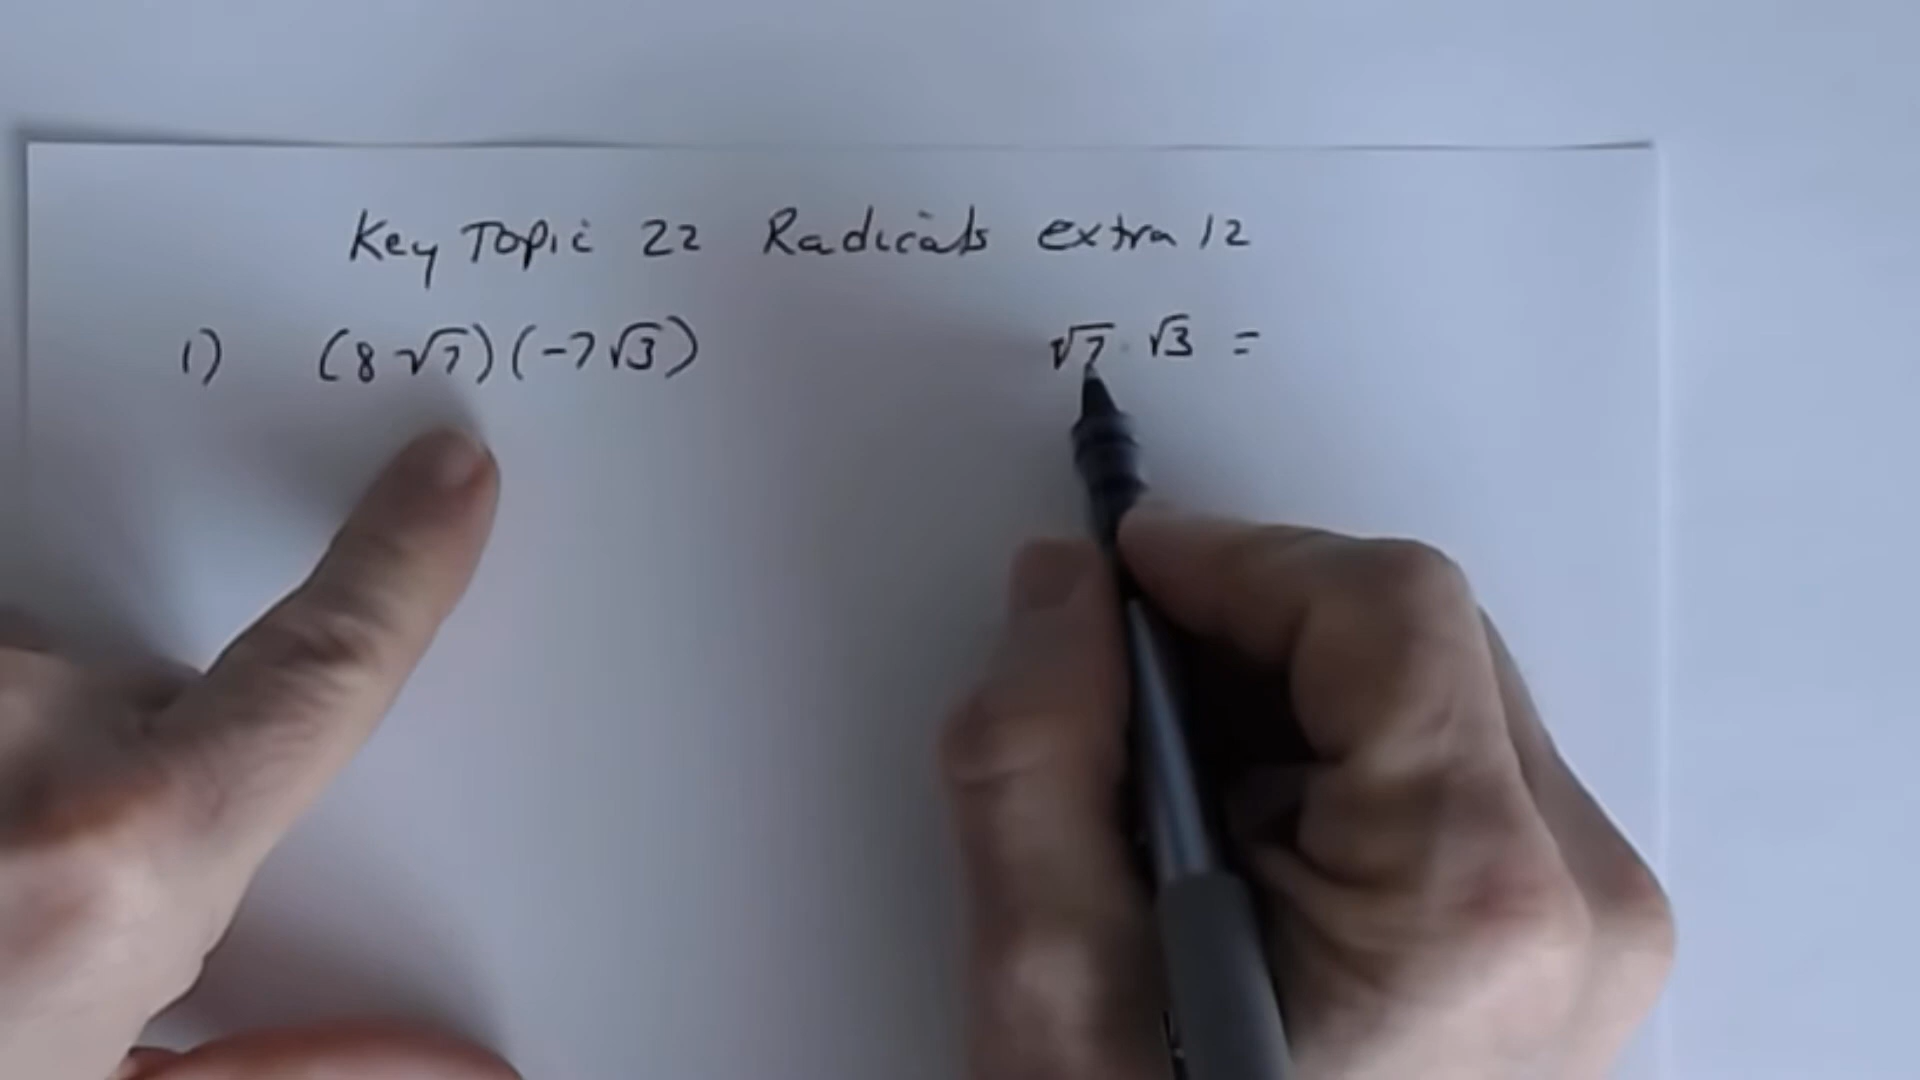 Key Topic 22 Radicals extra 12
1) (8√7)(-7√3) √7 · √3 =